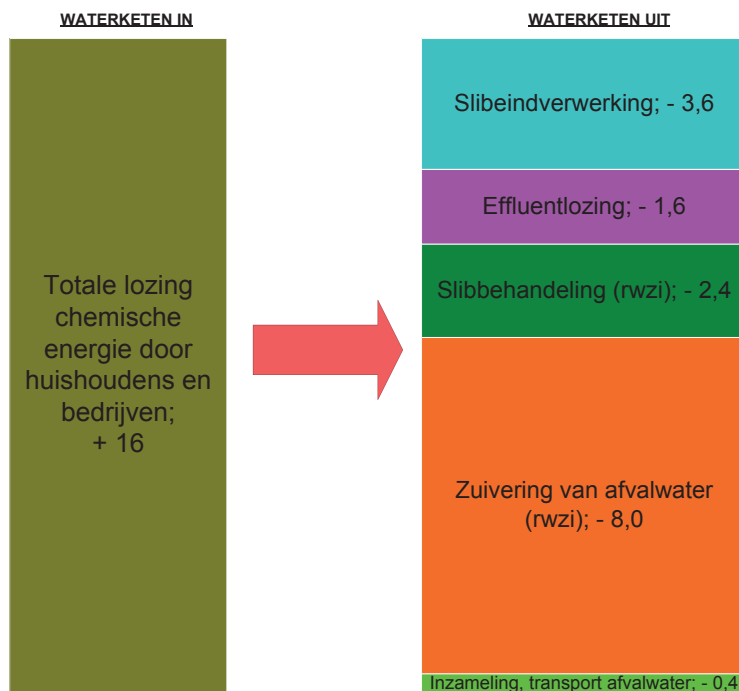 WATERKETEN IN
Totale lozing
chemische
energie door
huishoudens en
bedrijven;
+ 16
WATERKETEN UIT
Slibeindverwerking; - 3,6
Effluentlozing; - 1,6
Slibbehandeling (rwzi); - 2,4
Zuivering van afvalwater
(rwzi); - 8,0
Inzameling, transport afvalwater; - 0,4